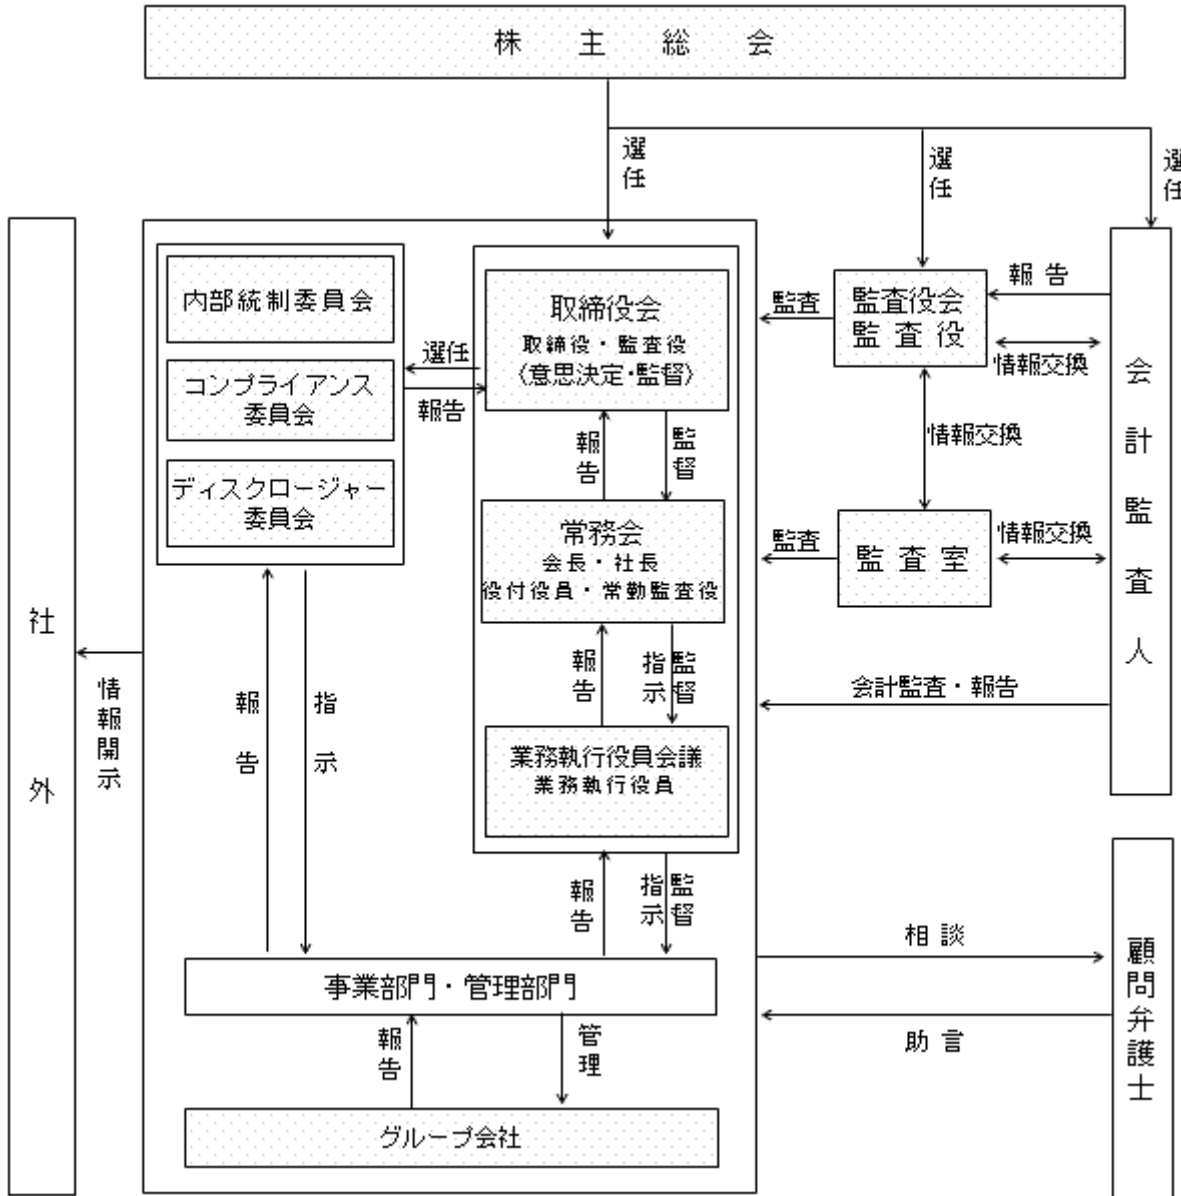 株主総会
選任
選任
選任
社外
情報開示
内部統制委員会
コンプライアンス
委員会
ディスクロージャー
委員会
選任
報告
取締役会
取締役・監査役
(意思決定・監督)
報告
監督
常務会
会長・社長
役付役員・常勤監査役
報告
指示
監督
業務執行役員会議
業務執行役員
報告
指示
監督
報告
指示
事業部門・管理部門
報告
管理
グループ会社
監査
監査役会
監査役
報告
情報交換
情報交換
監査
監査室
情報交換
会計監査・報告
会計監査人
相談
助言
顧問弁護士